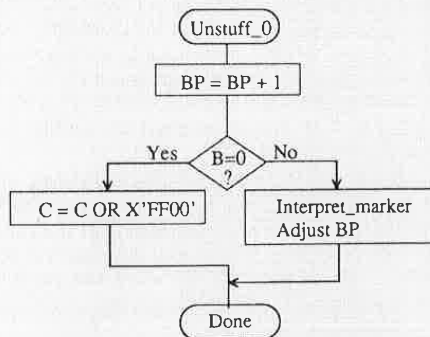 Unstuff_0
BP = BP + 1
B=0
?
Yes
No
C = C OR X'FF00'
Interpret_marker
Adjust BP
Done